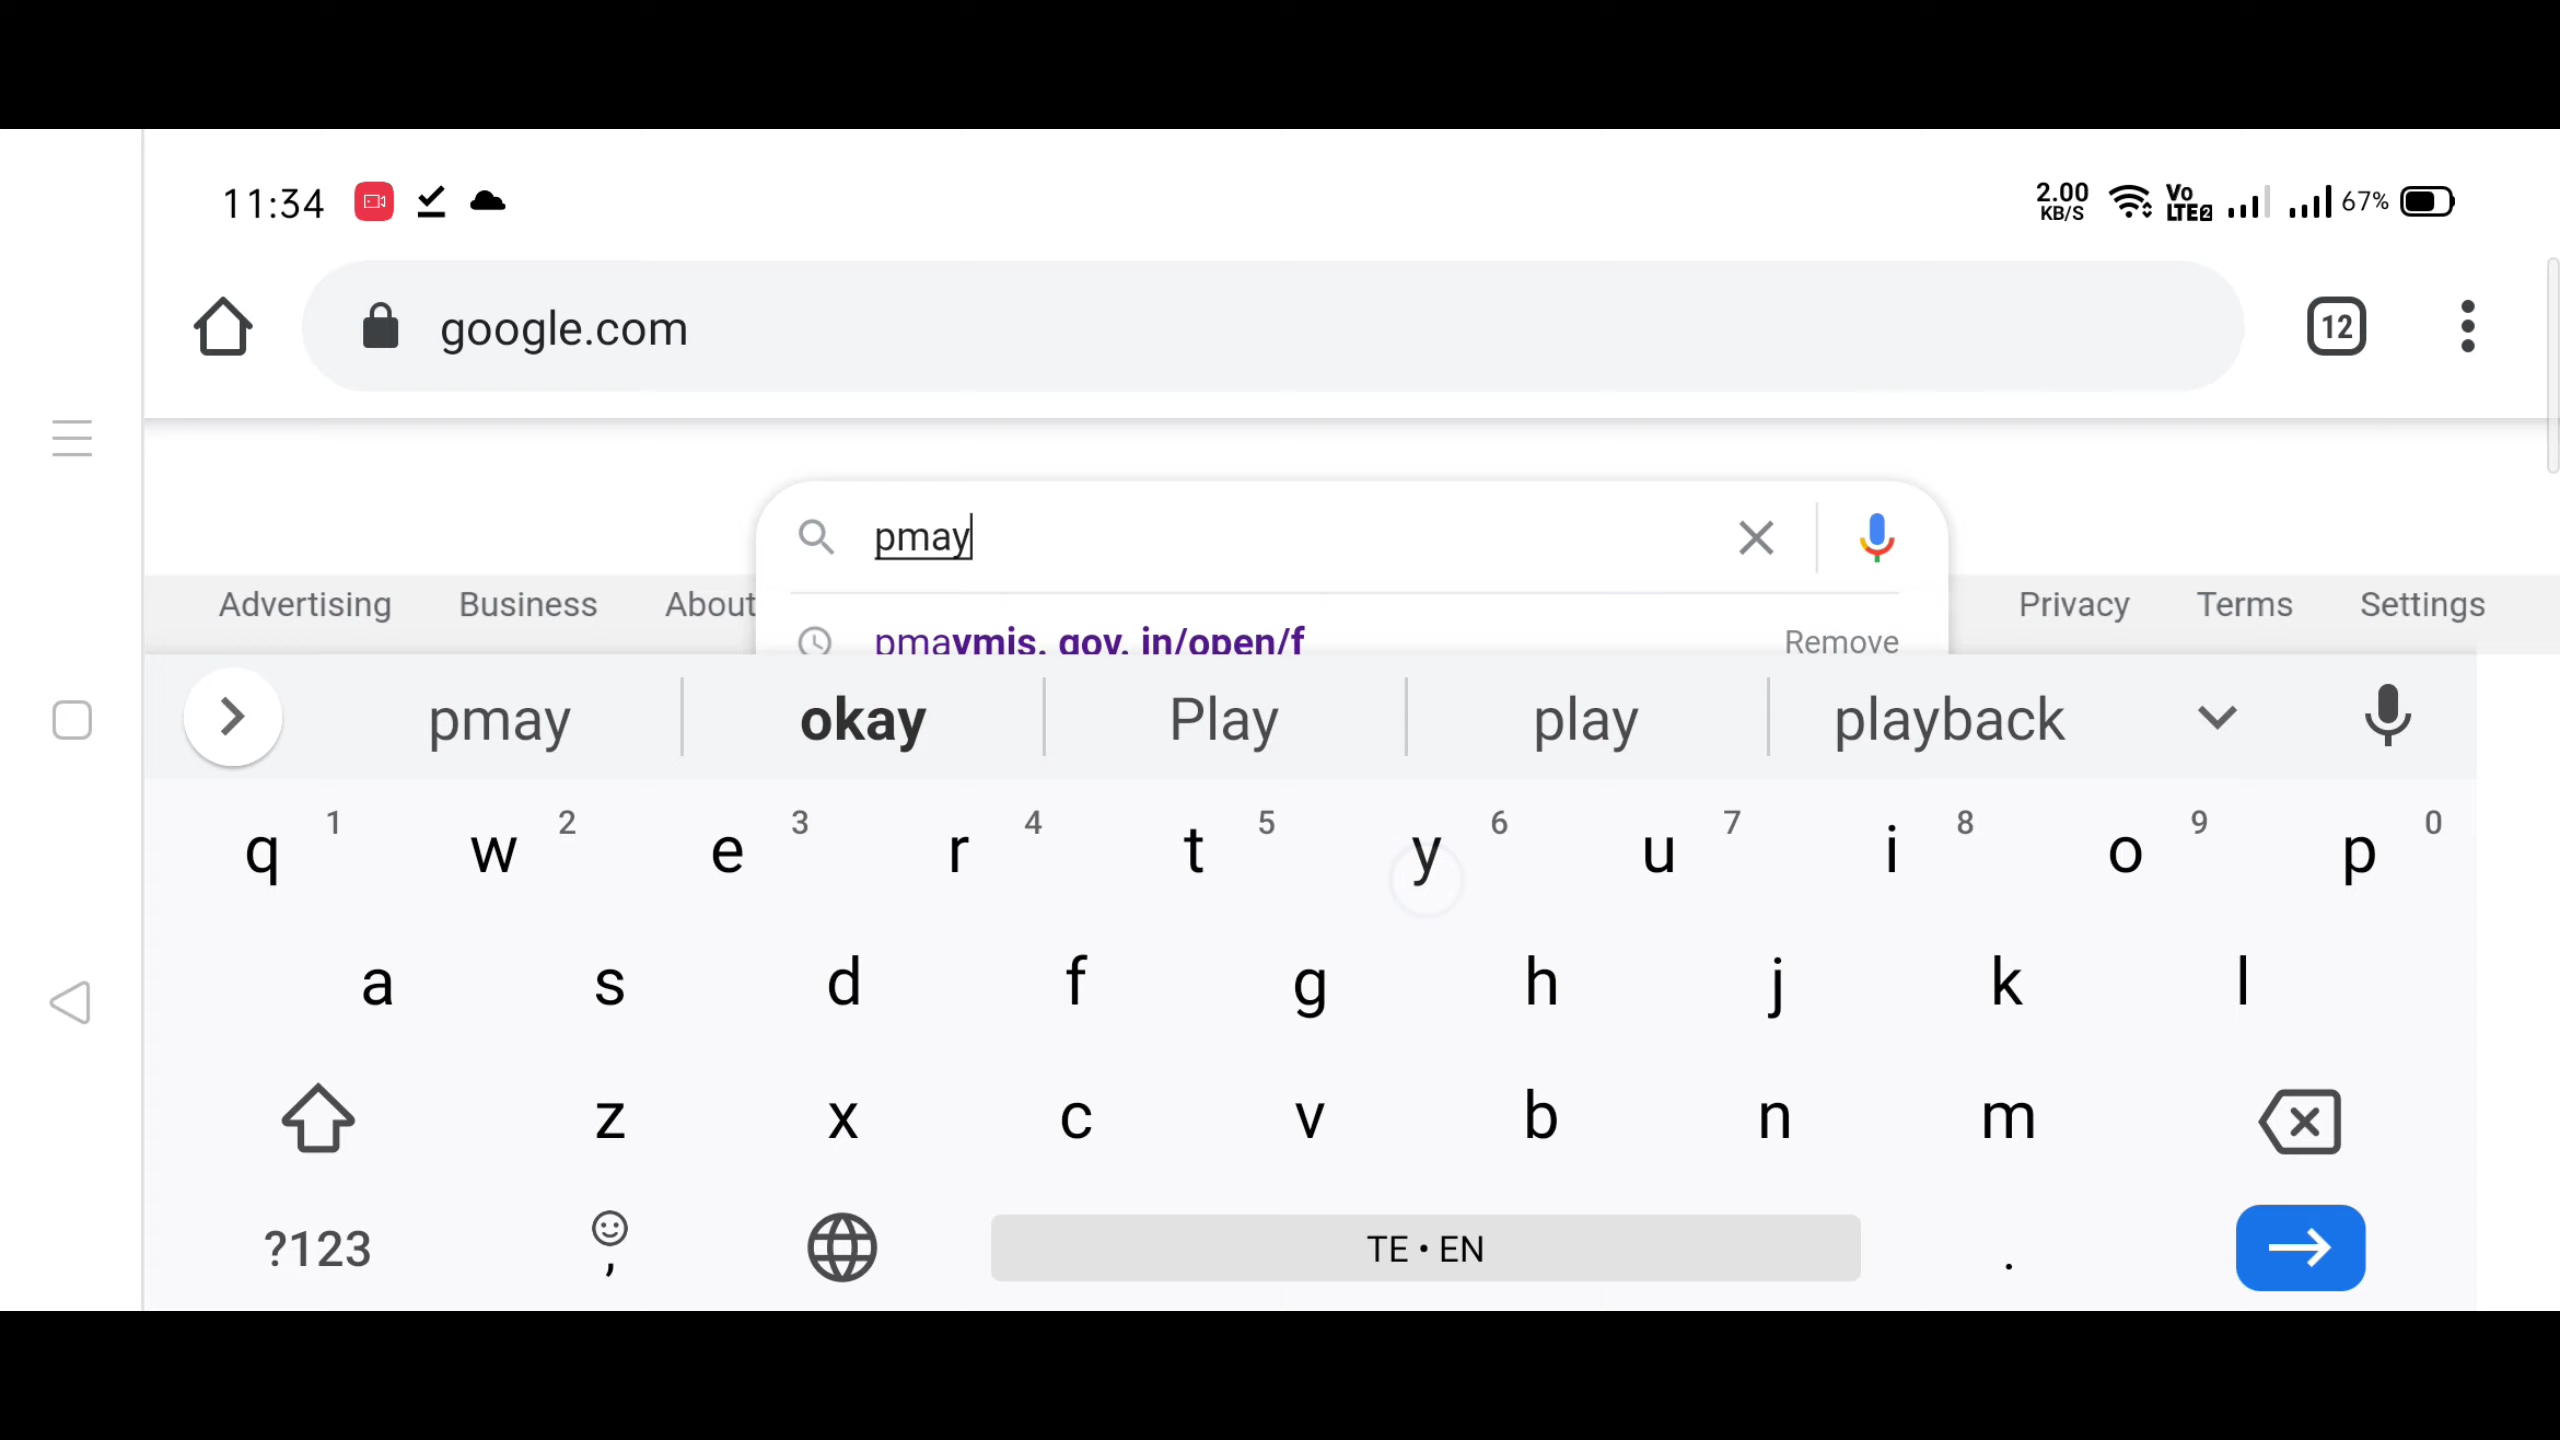 11:34 2.00 KB/S Vo LTE2 67%
google.com 12
pmay
Advertising Business About Privacy Terms Settings
pmaymis. gov. in/open/f Remove
pmay okay Play play playback
q 1 w 2 e 3 r 4 t 5 y 6 u 7 i 8 o 9 p 0
a s d f g h j k l
z x c v b n m
?123 , TE • EN .